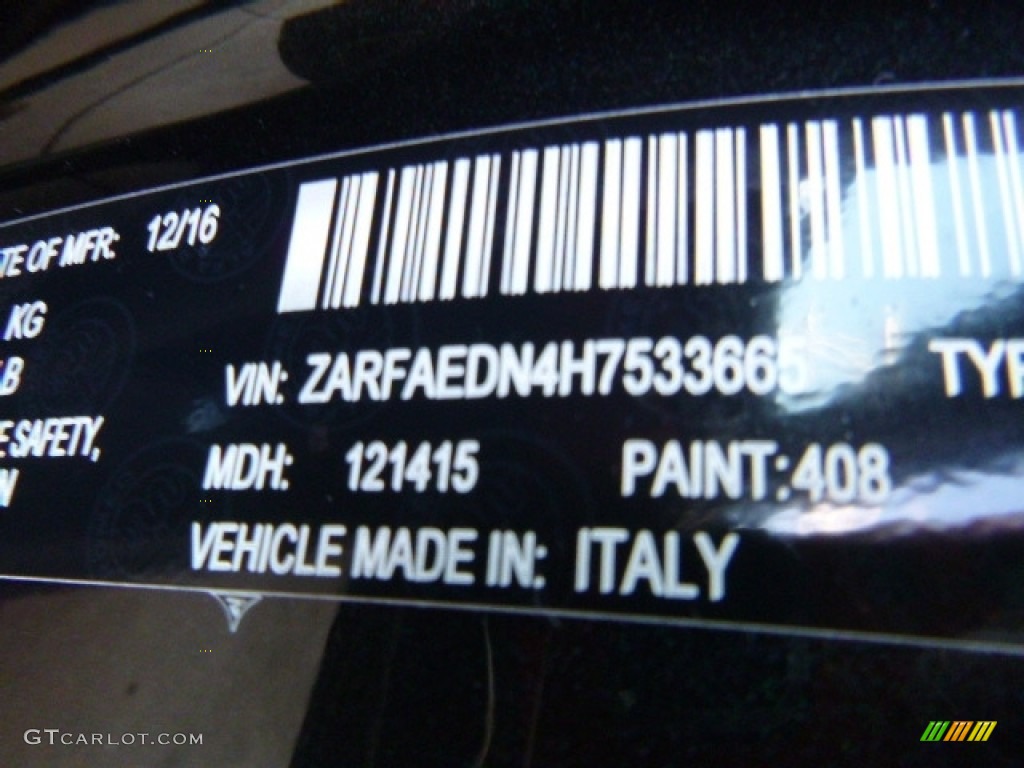 TE OF MFR: 12/16
KG
B
VIN: ZARFAEDN4H7533665 TYP
E SAFETY,
MDH: 121415 PAINT:408
N
VEHICLE MADE IN: ITALY
GTCARLOT.COM